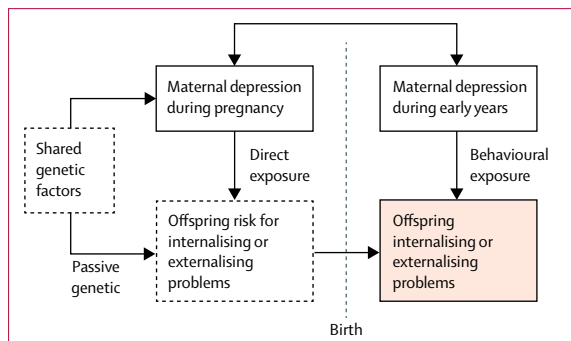 Maternal depression
during pregnancy
Maternal depression
during early years
Shared
genetic
factors
Direct
exposure
Behavioural
exposure
Passive
genetic
Offspring risk for
internalising or
externalising
problems
Offspring
internalising or
externalising
problems
Birth